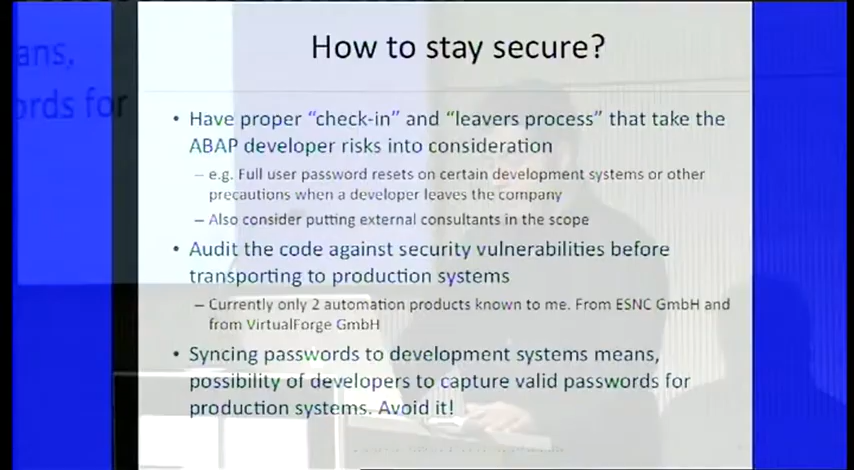 How to stay secure?
ans,
ords for
• Have proper “check-in” and “leavers process” that take the
ABAP developer risks into consideration
– e.g. Full user password resets on certain development systems or other
precautions when a developer leaves the company
– Also consider putting external consultants in the scope
• Audit the code against security vulnerabilities before
transporting to production systems
– Currently only 2 automation products known to me. From ESNC GmbH and
from VirtualForge GmbH
• Syncing passwords to development systems means,
possibility of developers to capture valid passwords for
production systems. Avoid it!